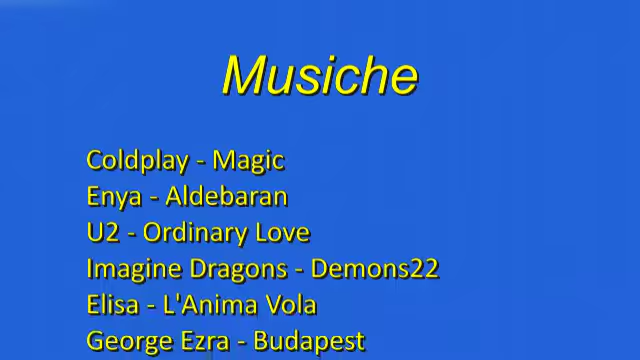 Musiche
Coldplay - Magic
Enya - Aldebaran
U2 - Ordinary Love
Imagine Dragons - Demons22
Elisa - L'Anima Vola
George Ezra - Budapest